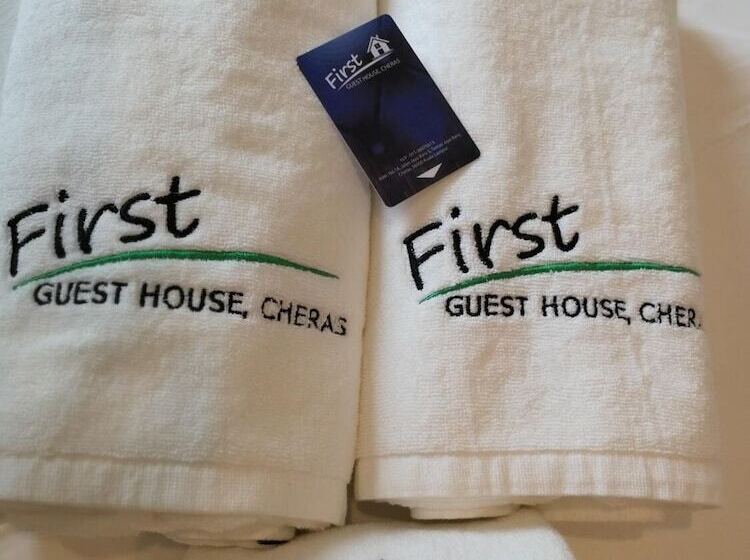 First
GUEST HOUSE, CHERAS
First
GUEST HOUSE, CHERAS
First
GUEST HOUSE, CHER